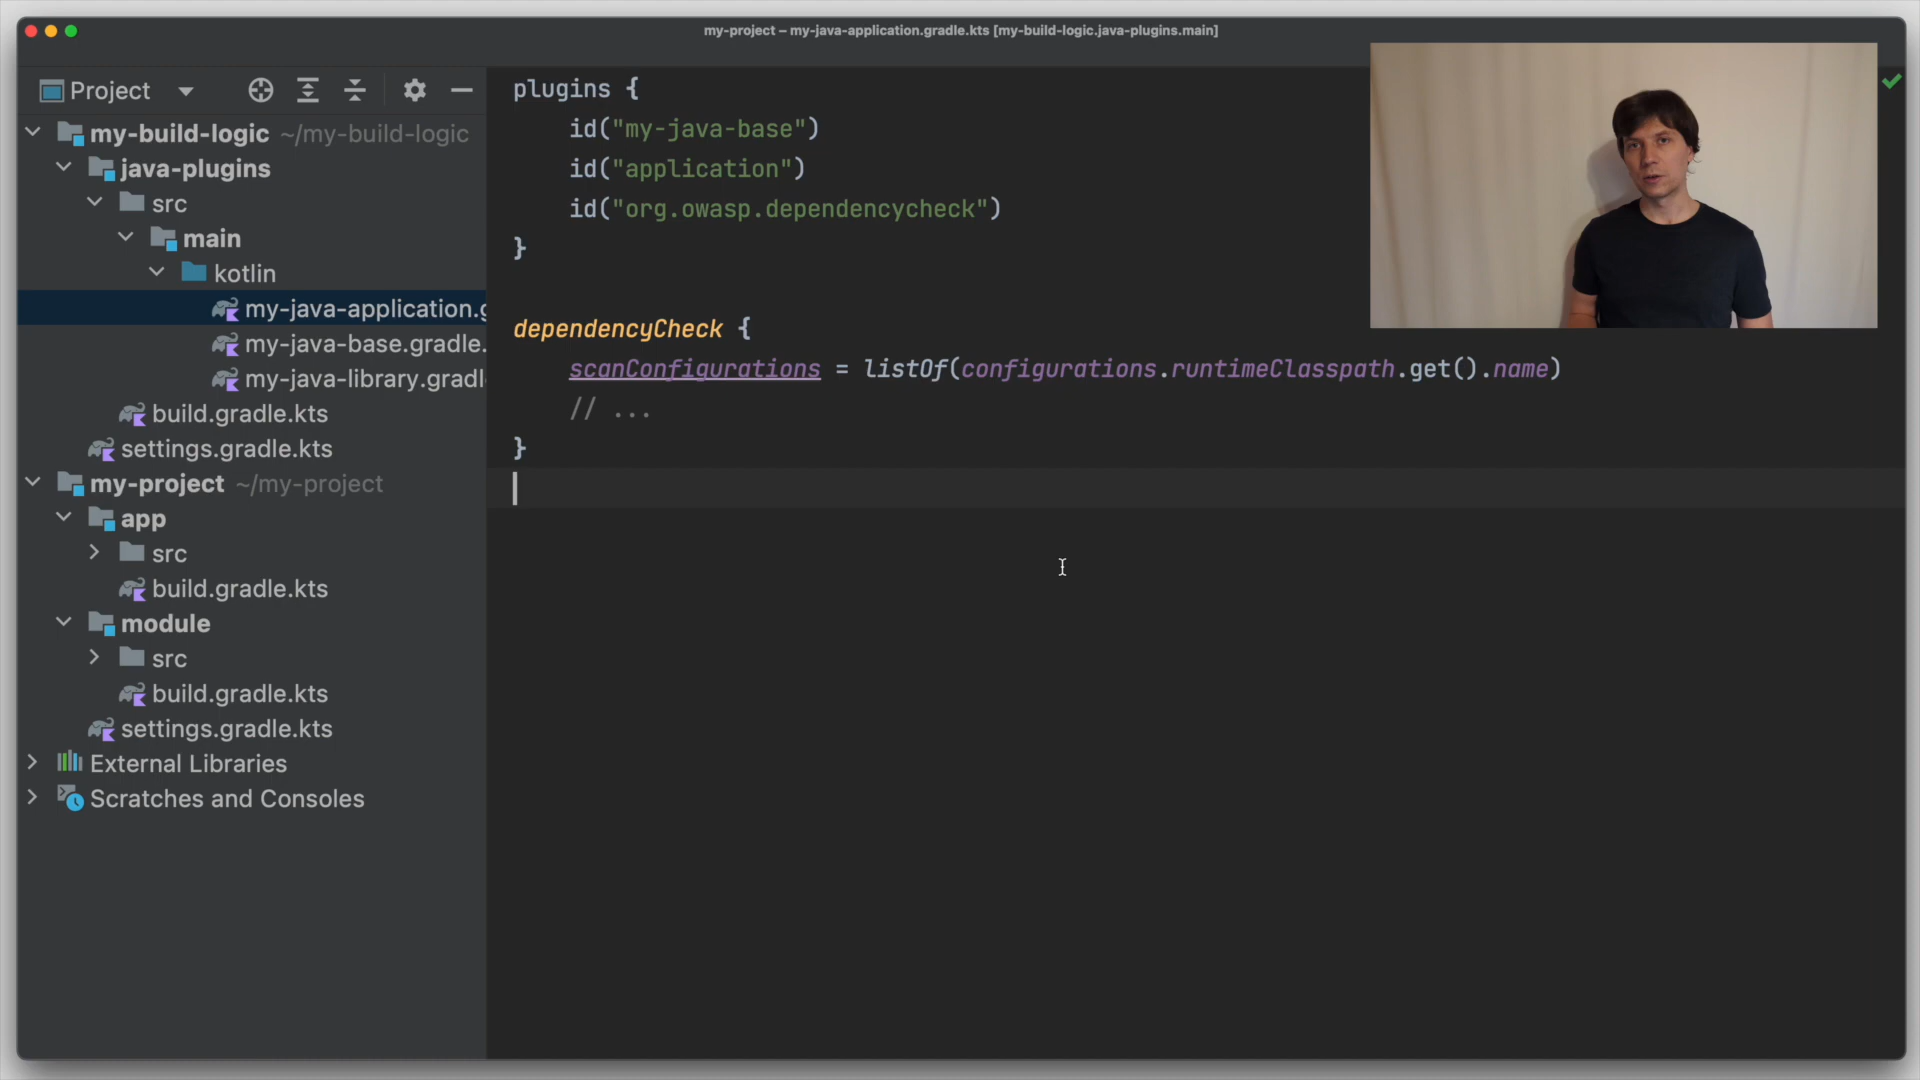 my-project – my-java-application.gradle.kts [my-build-logic.java-plugins.main]
Project
my-build-logic ~/my-build-logic
java-plugins
src
main
kotlin
my-java-application.g
my-java-base.gradle.
my-java-library.gradl
build.gradle.kts
settings.gradle.kts
my-project ~/my-project
app
src
build.gradle.kts
module
src
build.gradle.kts
settings.gradle.kts
External Libraries
Scratches and Consoles
plugins {
    id("my-java-base")
    id("application")
    id("org.owasp.dependencycheck")
}
dependencyCheck {
    scanConfigurations = listOf(configurations.runtimeClasspath.get().name)
    // ...
}